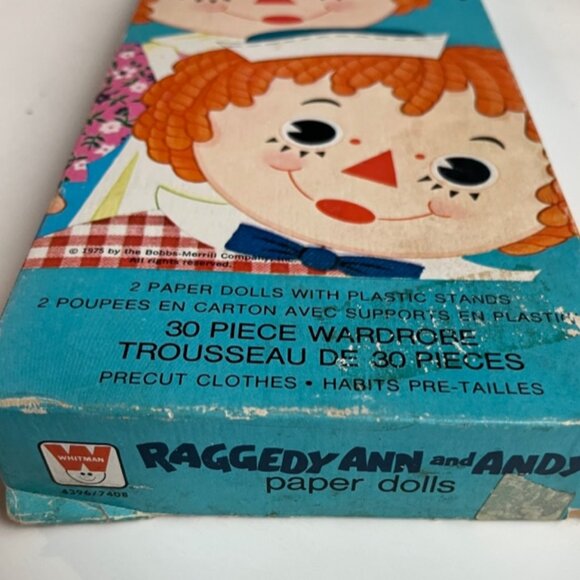 © 1975 by the Bobbs-Merrill Company, Inc.
All rights reserved.
2 PAPER DOLLS WITH PLASTIC STANDS
2 POUPEES EN CARTON AVEC SUPPORTS EN PLASTIQ
30 PIECE WARDROBE
TROUSSEAU DE 30 PIECES
PRECUT CLOTHES • HABITS PRE-TAILLES
WHITMAN
4396/7408
RAGGEDY ANN and ANDY
paper dolls